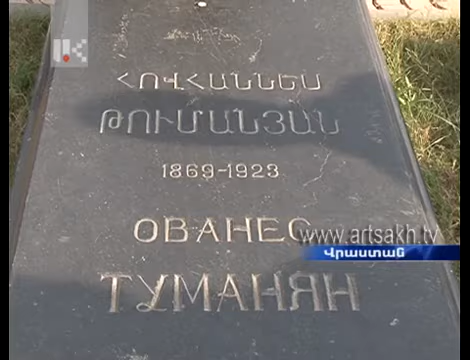 ՀՈՎՀԱՆՆԵՍ
ԹՈՒՄԱՆՅԱՆ
1869-1923
ОВАНЕС
ТУМАНЯН
www.artsakh.tv
Վրաստան